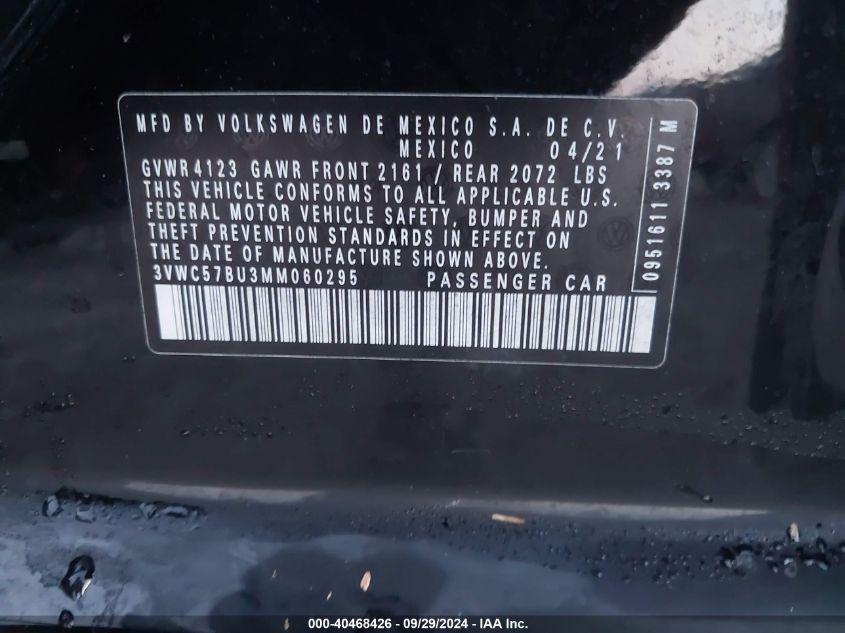 MFD BY VOLKSWAGEN DE MEXICO S.A. DE C.V.
MEXICO 04/21
GVWR 4123 GAWR FRONT 2161 / REAR 2072 LBS
THIS VEHICLE CONFORMS TO ALL APPLICABLE U.S.
FEDERAL MOTOR VEHICLE SAFETY, BUMPER AND
THEFT PREVENTION STANDARDS IN EFFECT ON
THE DATE OF MANUFACTURE SHOWN ABOVE.
3VWC57BU3MM060295 PASSENGER CAR
0951611 3387 M
000-40468426 - 09/29/2024 - IAA Inc.